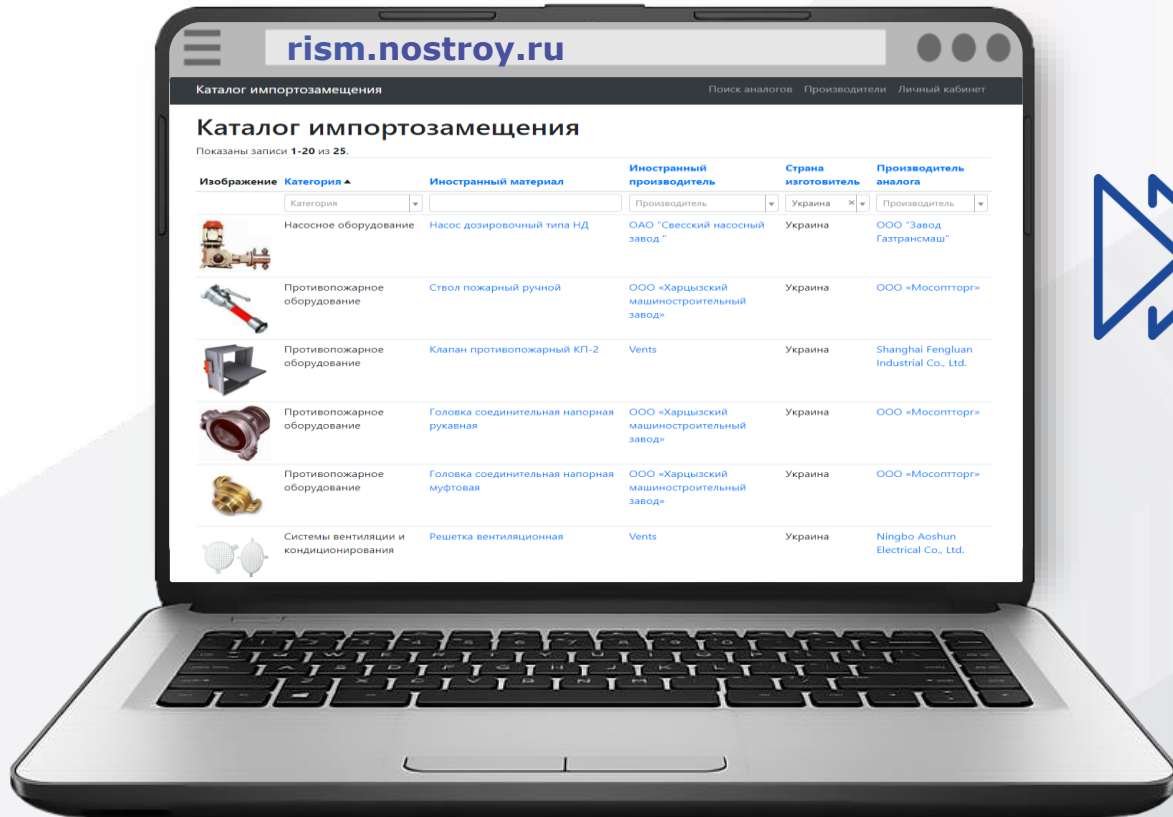 rism.nostroy.ru
Каталог импортозамещения Поиск аналогов Производители Личный кабинет
Каталог импортозамещения
Показаны записи 1-20 из 25.
Изображение Категория Иностранный материал Иностранный производитель Страна изготовитель Производитель аналога
Категория Производитель Украина × Производитель
Насосное оборудование Насос дозировочный типа НД ОАО "Свесский насосный Украина ООО "Завод
завод " Газтрансмаш"
Противопожарное Ствол пожарный ручной ООО «Харцызский Украина ООО «Мосоптторг»
оборудование машиностроительный
завод»
Противопожарное Клапан противопожарный КП-2 Vents Украина Shanghai Fengluan
оборудование Industrial Co., Ltd.
Противопожарное Головка соединительная напорная ООО «Харцызский Украина ООО «Мосоптторг»
оборудование рукавная машиностроительный
завод»
Противопожарное Головка соединительная напорная ООО «Харцызский Украина ООО «Мосоптторг»
оборудование муфтовая машиностроительный
завод»
Системы вентиляции и Решетка вентиляционная Vents Украина Ningbo Aoshun
кондиционирования Electrical Co., Ltd.